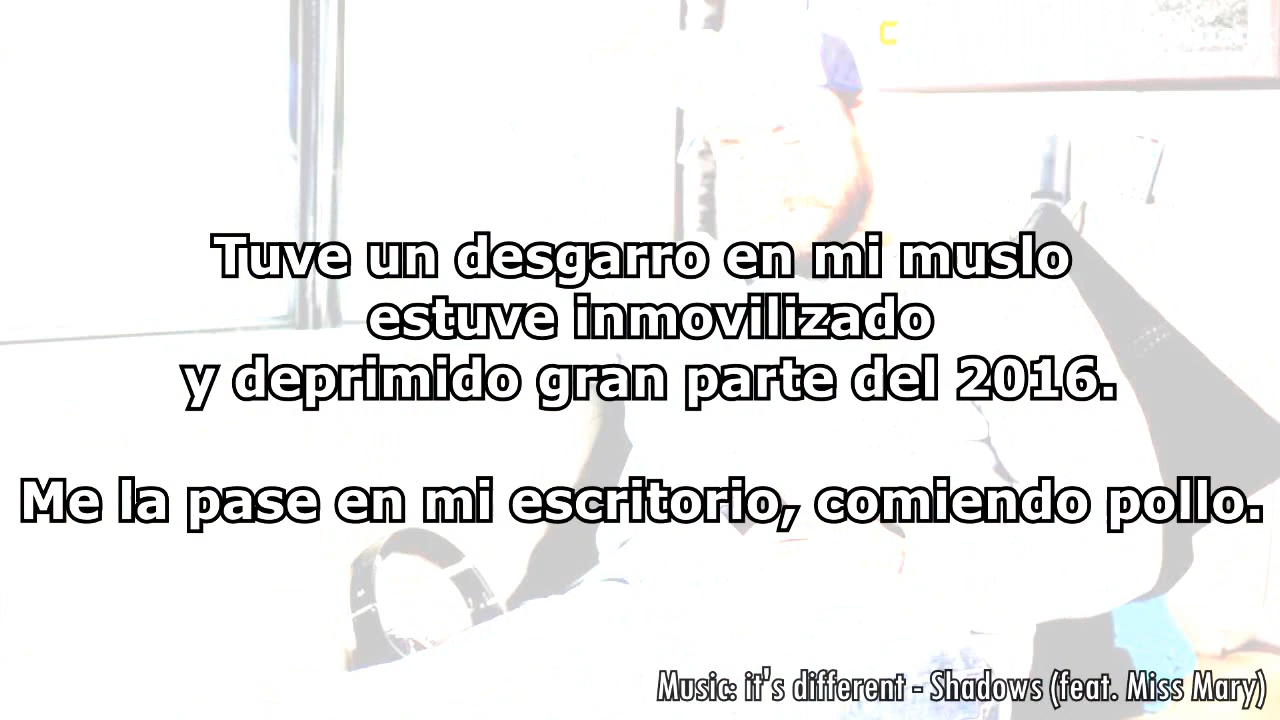 Tuve un desgarro en mi muslo
estuve inmovilizado
y deprimido gran parte del 2016.
Me la pase en mi escritorio, comiendo pollo.
Music: it's different - Shadows (feat. Miss Mary)